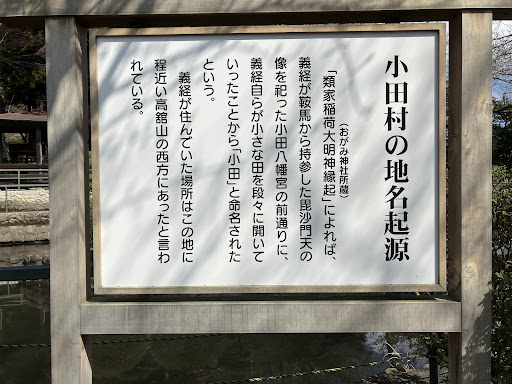 小田村の地名起源
「類家稲荷大明神縁起」(おがみ神社所蔵)によれば、
義経が鞍馬から持参した毘沙門天の
像を祀った小田八幡宮の前通りに、
義経自らが小さな田を段々に開いて
いったことから「小田」と命名された
という。
義経が住んでいた場所はこの地に
程近い高舘山の西方にあったと言わ
れている。